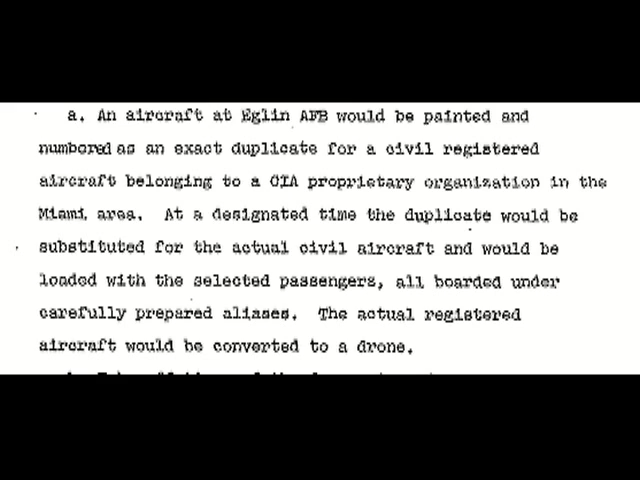 a. An aircraft at Eglin AFB would be painted and
numbered as an exact duplicate for a civil registered
aircraft belonging to a CIA proprietary organization in the
Miami area. At a designated time the duplicate would be
substituted for the actual civil aircraft and would be
loaded with the selected passengers, all boarded under
carefully prepared aliases. The actual registered
aircraft would be converted to a drone.